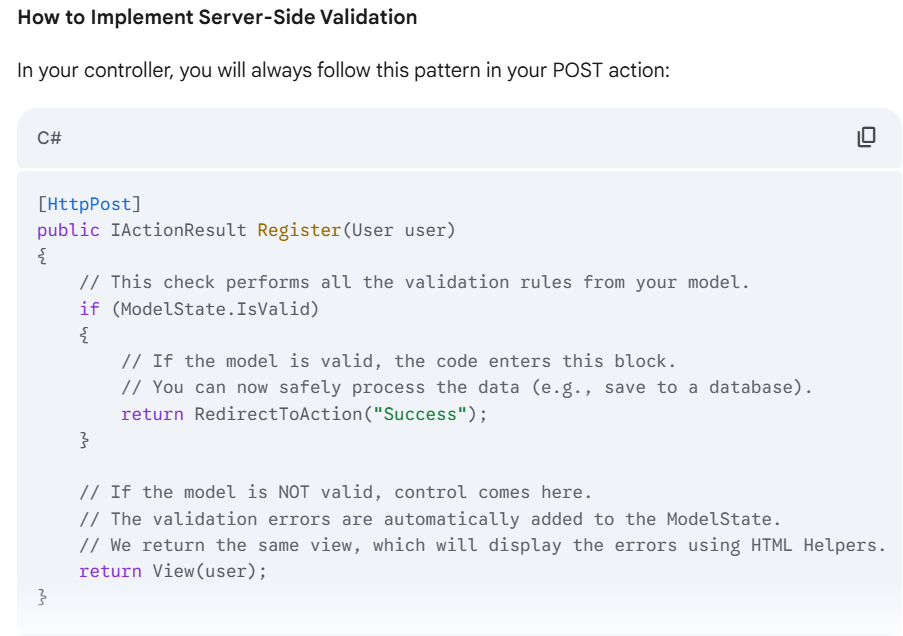 How to Implement Server-Side Validation
In your controller, you will always follow this pattern in your POST action:
C#
[HttpPost]
public IActionResult Register(User user)
{
    // This check performs all the validation rules from your model.
    if (ModelState.IsValid)
    {
        // If the model is valid, the code enters this block.
        // You can now safely process the data (e.g., save to a database).
        return RedirectToAction("Success");
    }

    // If the model is NOT valid, control comes here.
    // The validation errors are automatically added to the ModelState.
    // We return the same view, which will display the errors using HTML Helpers.
    return View(user);
}